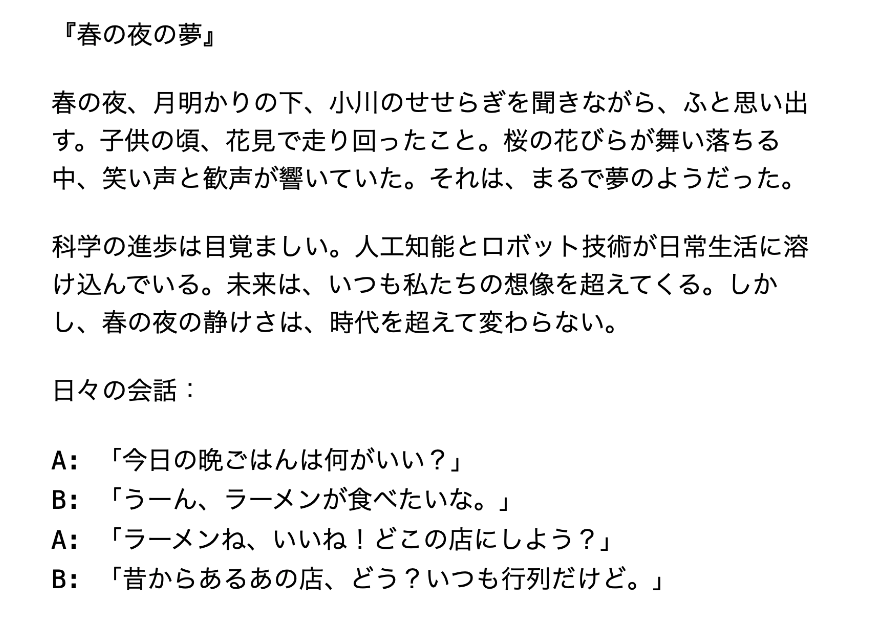 『春の夜の夢』
春の夜、月明かりの下、小川のせせらぎを聞きながら、ふと思い出
す。子供の頃、花見で走り回ったこと。桜の花びらが舞い落ちる
中、笑い声と歓声が響いていた。それは、まるで夢のようだった。
科学の進歩は目覚ましい。人工知能とロボット技術が日常生活に溶
け込んでいる。未来は、いつも私たちの想像を超えてくる。しか
し、春の夜の静けさは、時代を超えて変わらない。
日々の会話：
A: 「今日の晩ごはんは何がいい？」
B: 「うーん、ラーメンが食べたいな。」
A: 「ラーメンね、いいね！どこの店にしよう？」
B: 「昔からあるあの店、どう？いつも行列だけど。」